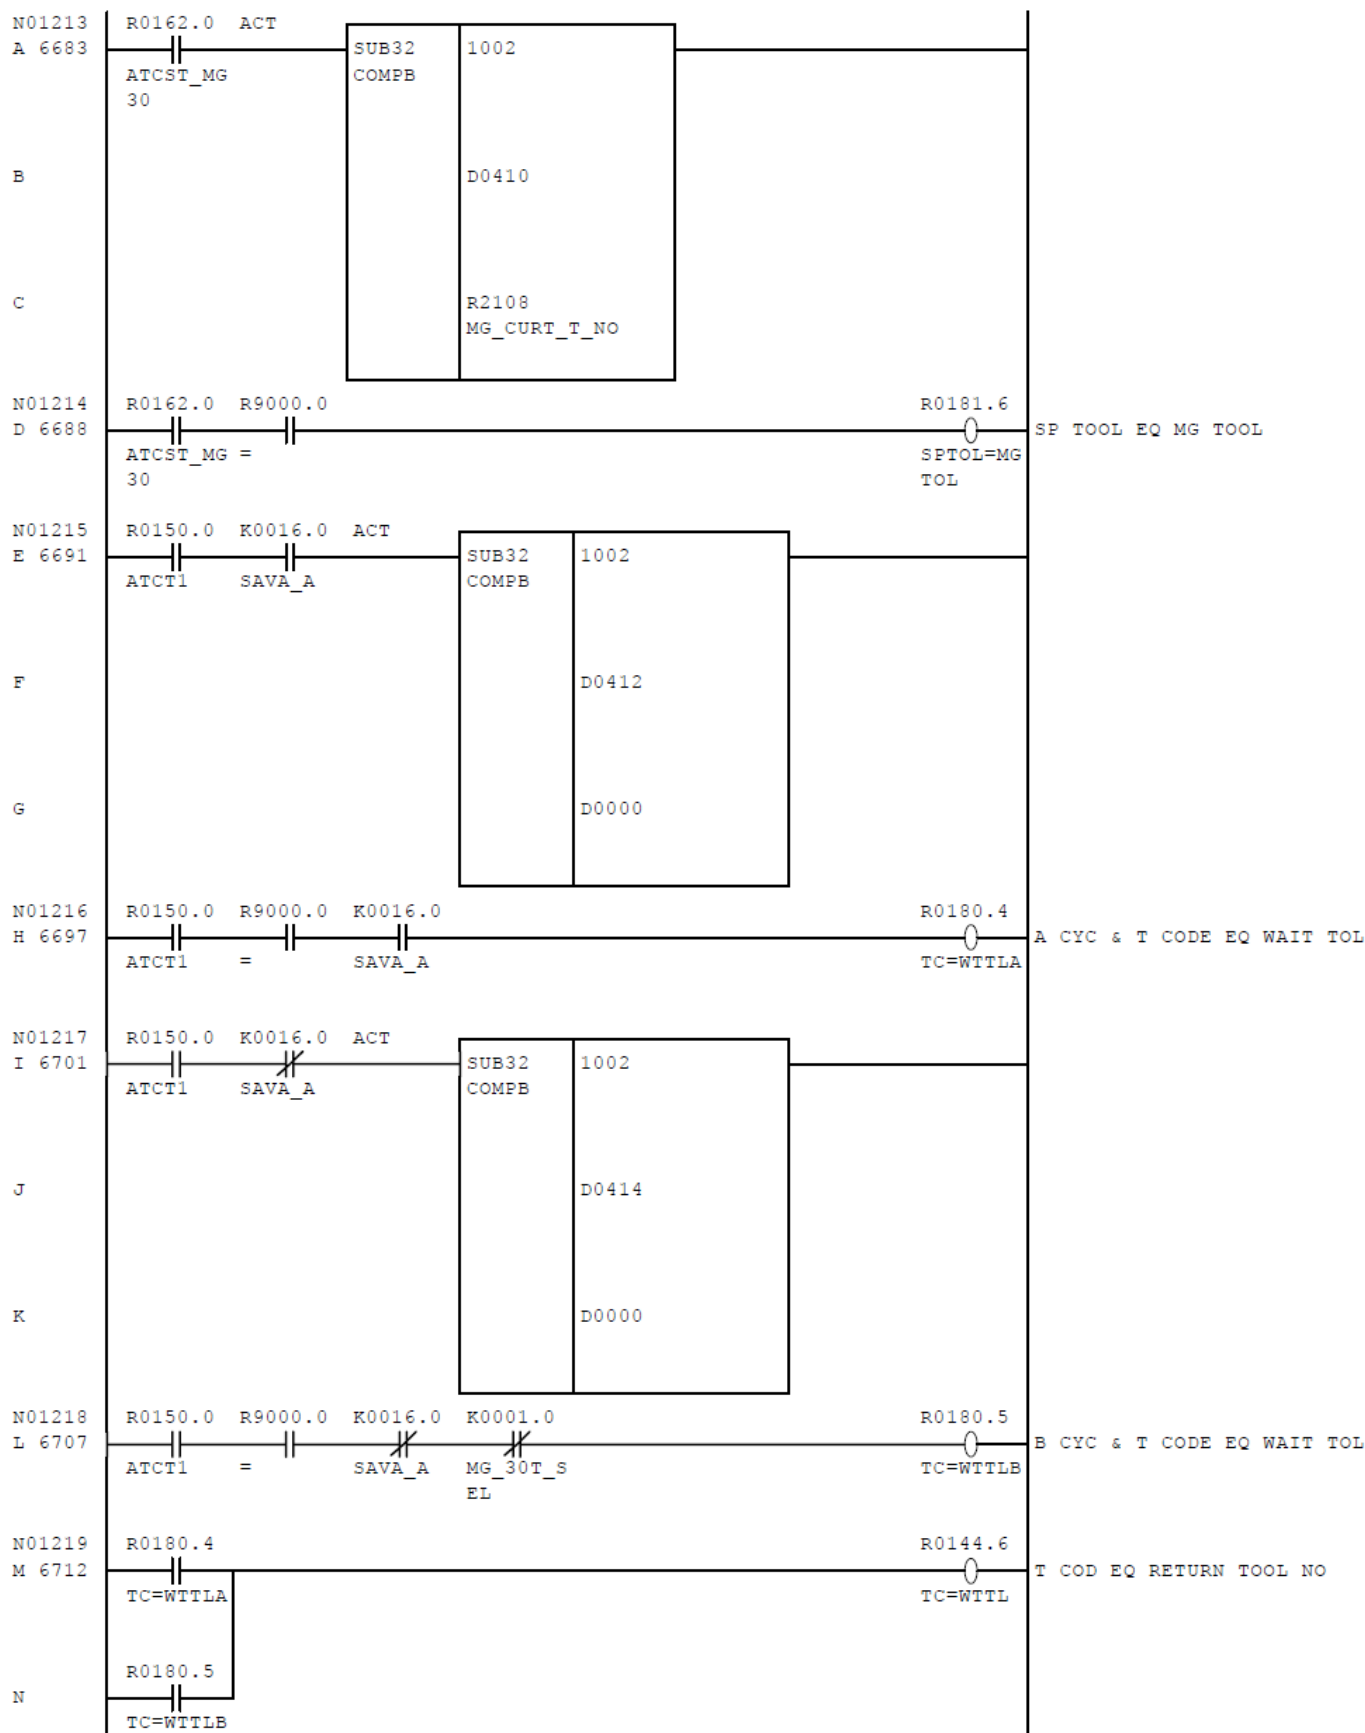 N01213 R0162.0 ACT
A 6683 SUB32 1002
ATCST_MG COMPB
30
B D0410
C R2108
MG_CURT_T_NO
N01214 R0162.0 R9000.0 R0181.6
D 6688 SP TOOL EQ MG TOOL
ATCST_MG = SPTOL=MG
30 TOL
N01215 R0150.0 K0016.0 ACT
E 6691 SUB32 1002
ATCT1 SAVA_A COMPB
F D0412
G D0000
N01216 R0150.0 R9000.0 K0016.0 R0180.4
H 6697 A CYC & T CODE EQ WAIT TOL
ATCT1 = SAVA_A TC=WTTLA
N01217 R0150.0 K0016.0 ACT
I 6701 SUB32 1002
ATCT1 SAVA_A COMPB
J D0414
K D0000
N01218 R0150.0 R9000.0 K0016.0 K0001.0 R0180.5
L 6707 B CYC & T CODE EQ WAIT TOL
ATCT1 = SAVA_A MG_30T_S TC=WTTLB
EL
N01219 R0180.4 R0144.6
M 6712 T COD EQ RETURN TOOL NO
TC=WTTLA TC=WTTL
R0180.5
N
TC=WTTLB